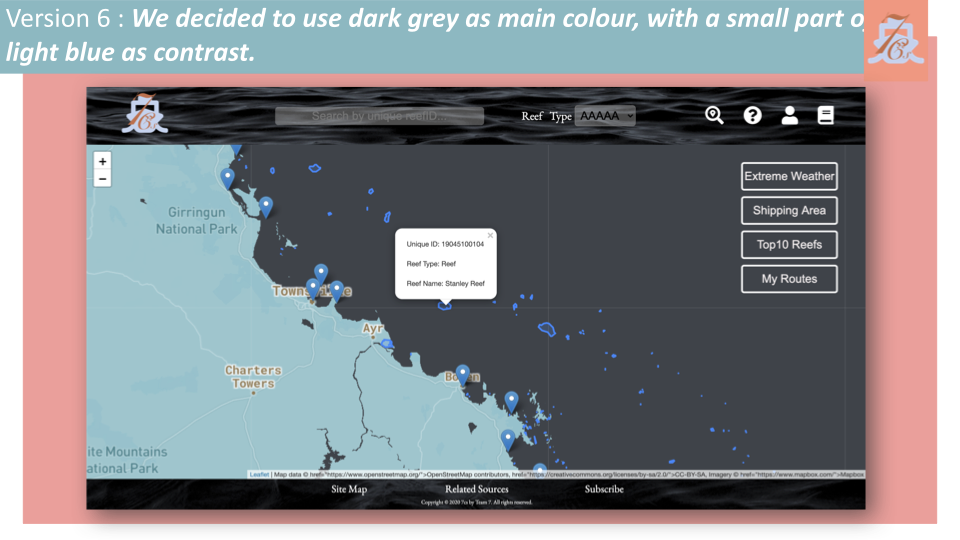 Version 6 : We decided to use dark grey as main colour, with a small part
light blue as contrast.
7Cs
7Cs
Search by unique reefID...
Reef Type AAAAA
+
−
Extreme Weather
Shipping Area
Top10 Reefs
My Routes
Girringun
National Park
×
Unique ID: 19045100104
Reef Type: Reef
Reef Name: Stanley Reef
Ayr
Charters
Towers
ite Mountains
ational Park
Leaflet | Map data © href="https://www.openstreetmap.org/">OpenStreetMap contributors, href="https://creativecommons.org/licenses/by-sa/2.0/">CC-BY-SA, Imagery © href="https://www.mapbox.com/">Mapbox
Site Map Related Sources Subscribe
Copyright © 2020 7cs by Team 7. All rights reserved.